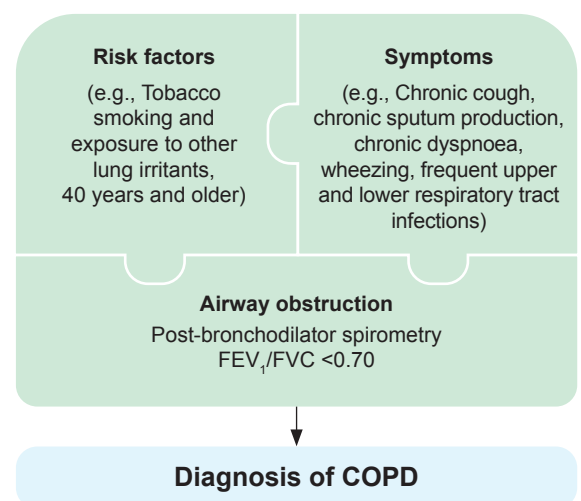 Risk factors
(e.g., Tobacco
smoking and
exposure to other
lung irritants,
40 years and older)
Symptoms
(e.g., Chronic cough,
chronic sputum production,
chronic dyspnoea,
wheezing, frequent upper
and lower respiratory tract
infections)
Airway obstruction
Post-bronchodilator spirometry
FEV₁/FVC <0.70
Diagnosis of COPD